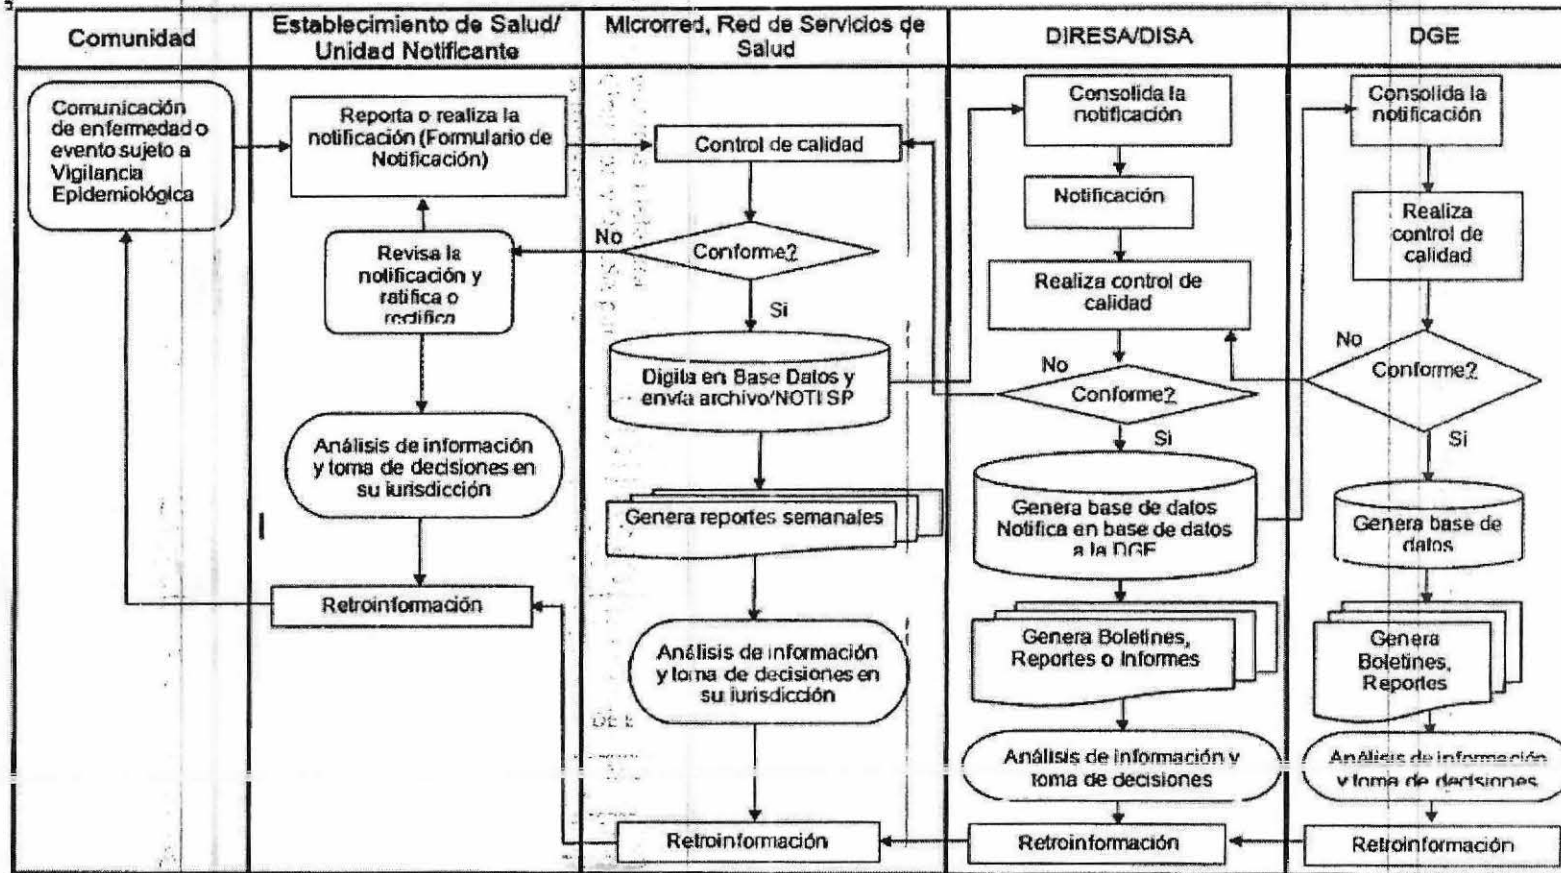 Comunidad
Establecimiento de Salud/
Unidad Notificante
Microrred, Red de Servicios de
Salud
DIRESA/DISA
DGE
Comunicación
de enfermedad o
evento sujeto a
Vigilancia
Epidemiológica
Reporta o realiza la
notificación (Formulario de
Notificación)
Revisa la
notificación y
ratifica o
rectifica
Análisis de información
y toma de decisiones en
su jurisdicción
Retroinformación
Control de calidad
Conforme?
No
Si
Digita en Base Datos y
envía archivo/NOTI SP
Genera reportes semanales
Análisis de información
y toma de decisiones en
su jurisdicción
Retroinformación
Consolida la
notificación
Notificación
Realiza control de
calidad
No
Conforme?
Si
Genera base de datos
Notifica en base de datos
a la DGE
Genera Boletines,
Reportes o Informes
Análisis de información y
toma de decisiones
Retroinformación
Consolida la
notificación
Realiza
control de
calidad
No
Conforme?
Si
Genera base de
datos
Genera
Boletines,
Reportes
Análisis de información
y toma de decisiones
Retroinformación